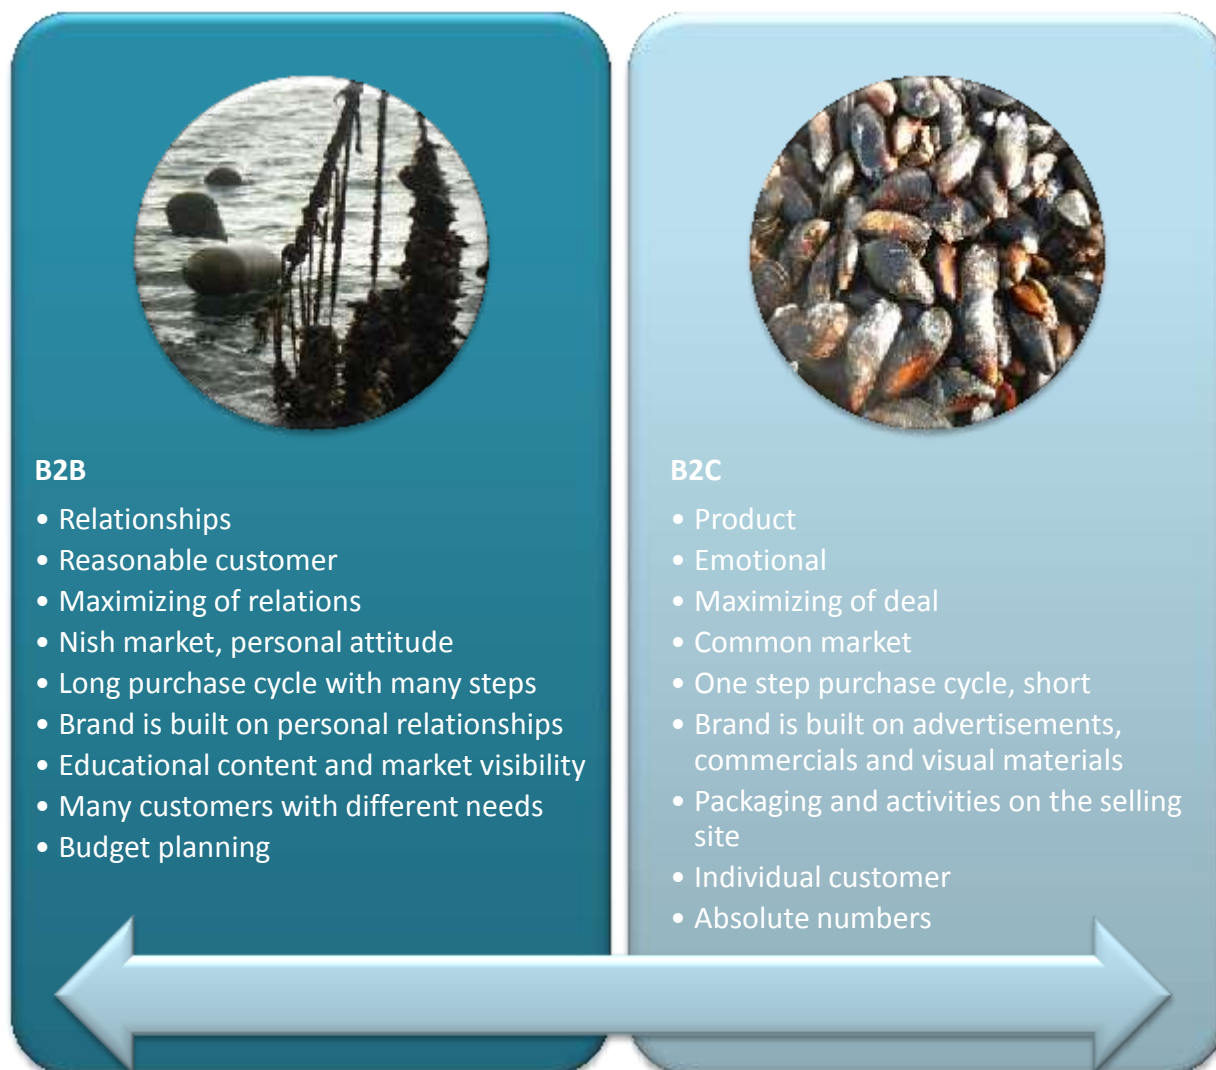 B2B
• Relationships
• Reasonable customer
• Maximizing of relations
• Nish market, personal attitude
• Long purchase cycle with many steps
• Brand is built on personal relationships
• Educational content and market visibility
• Many customers with different needs
• Budget planning
B2C
• Product
• Emotional
• Maximizing of deal
• Common market
• One step purchase cycle, short
• Brand is built on advertisements,
commercials and visual materials
• Packaging and activities on the selling
site
• Individual customer
• Absolute numbers